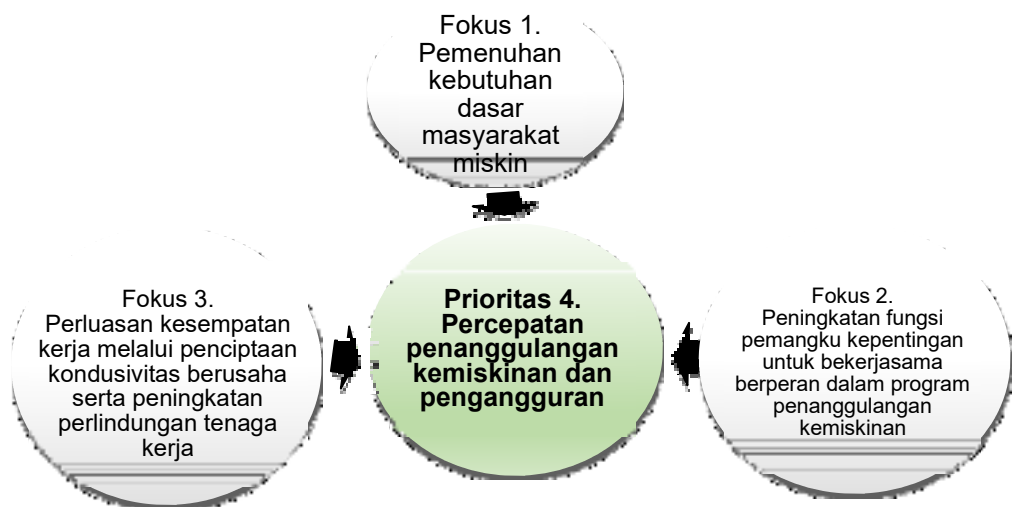 Fokus 1.
Pemenuhan
kebutuhan
dasar
masyarakat
miskin
Prioritas 4.
Percepatan
penanggulangan
kemiskinan dan
pengangguran
Fokus 3.
Perluasan kesempatan
kerja melalui penciptaan
kondusivitas berusaha
serta peningkatan
perlindungan tenaga
kerja
Fokus 2.
Peningkatan fungsi
pemangku kepentingan
untuk bekerjasama
berperan dalam program
penanggulangan
kemiskinan